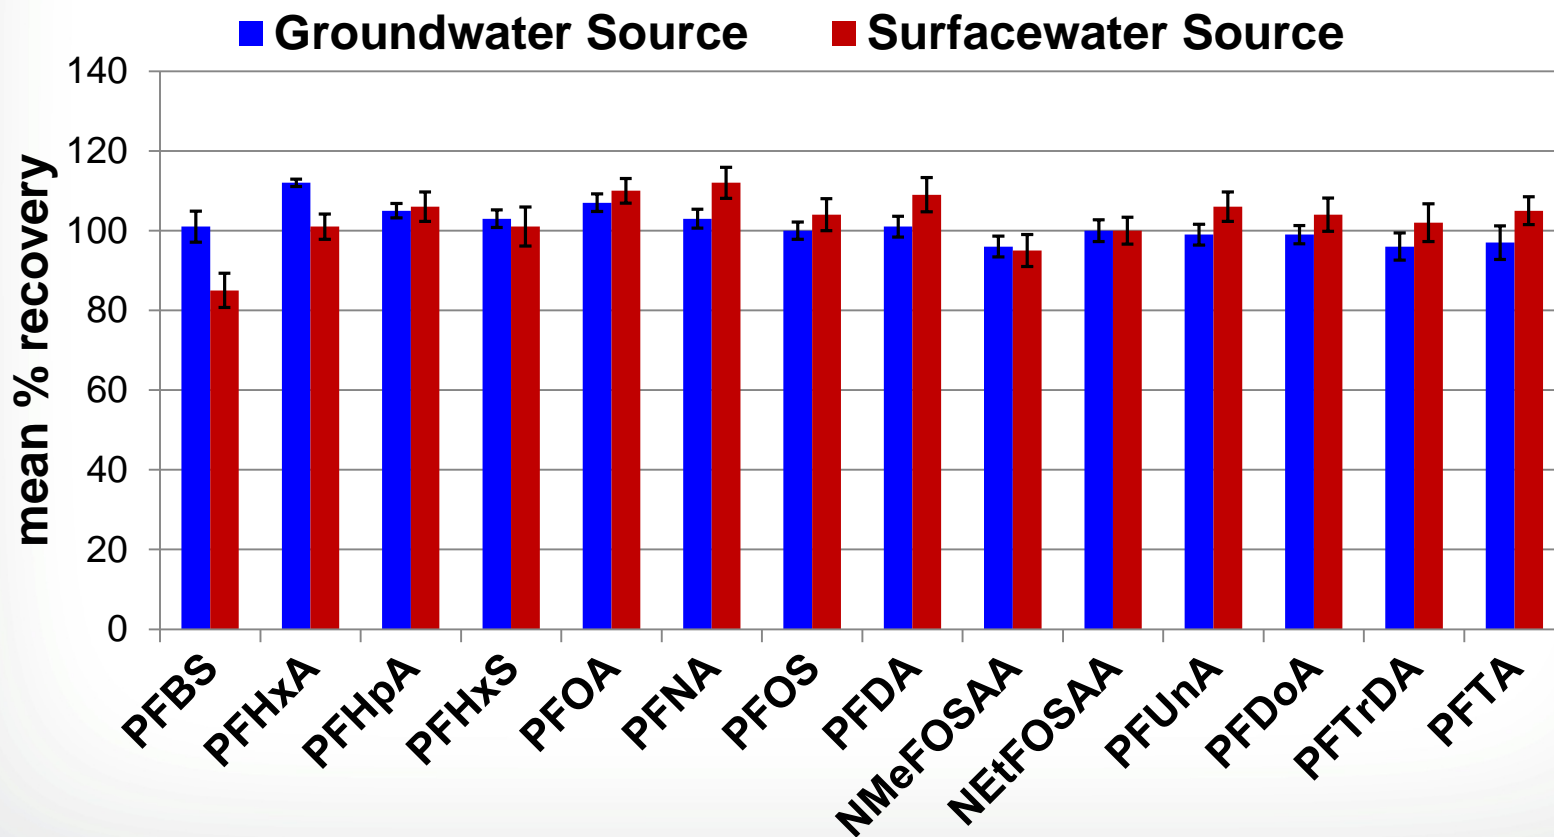 Groundwater Source
Surfacewater Source
140
120
100
80
60
40
20
0
mean % recovery
PFBS
PFHxA
PFHpA
PFHxS
PFOA
PFNA
PFOS
PFDA
NMeFOSAA
NEtFOSAA
PFUnA
PFDoA
PFTrDA
PFTA